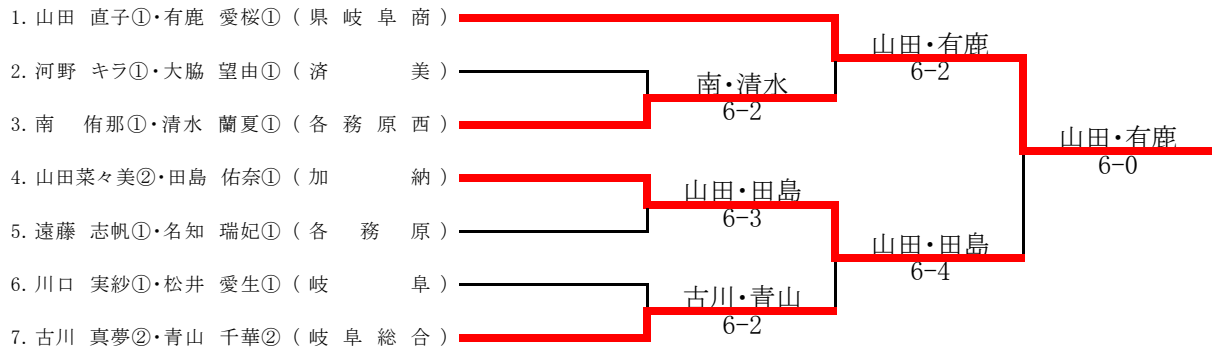 1. 山田 直子①・有鹿 愛桜① ( 県 岐 阜 商 )
2. 河野 キラ①・大脇 望由① ( 済 美 )
3. 南 侑那①・清水 蘭夏① ( 各 務 原 西 )
4. 山田菜々美②・田島 佑奈① ( 加 納 )
5. 遠藤 志帆①・名知 瑞妃① ( 各 務 原 )
6. 川口 実紗①・松井 愛生① ( 岐 阜 )
7. 古川 真夢②・青山 千華② ( 岐 阜 総 合 )
南・清水
6-2
山田・田島
6-3
古川・青山
6-2
山田・有鹿
6-2
山田・田島
6-4
山田・有鹿
6-0